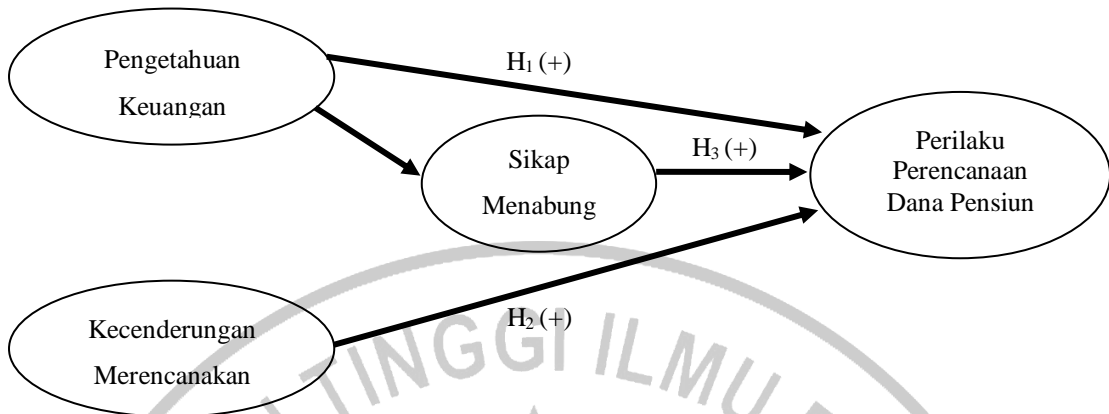 Pengetahuan
Keuangan
H₁ (+)
Sikap
Menabung
H₃ (+)
Perilaku
Perencanaan
Dana Pensiun
Kecenderungan
Merencanakan
H₂ (+)
TINGGI ILMU